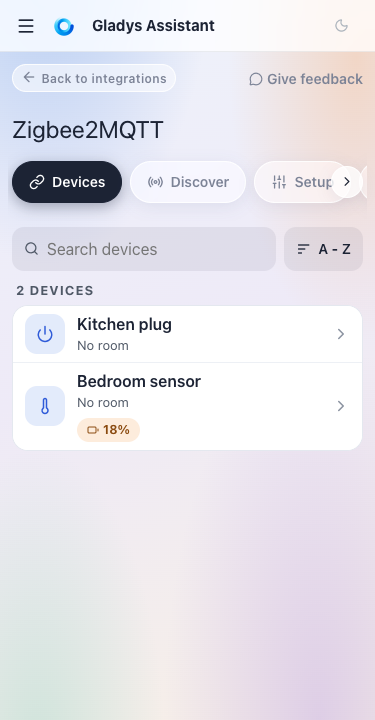 Gladys Assistant
Back to integrations
Give feedback
Zigbee2MQTT
Devices
Discover
Setup
Search devices
A - Z
2 DEVICES
Kitchen plug
No room
Bedroom sensor
No room
18%